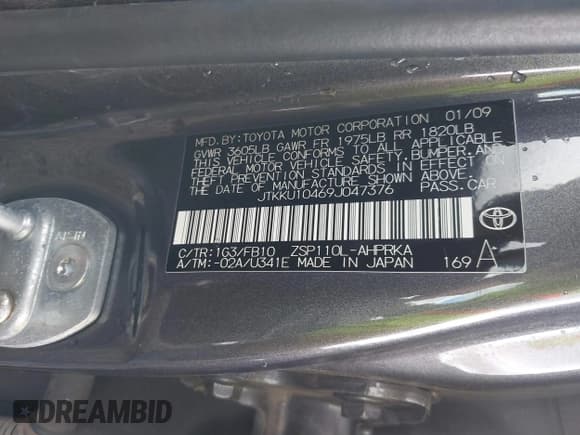 MFD.BY:TOYOTA MOTOR CORPORATION 01/09
GVWR 3605LB GAWR FR 1975LB RR 1820LB
THIS VEHICLE CONFORMS TO ALL APPLICABLE
FEDERAL MOTOR VEHICLE SAFETY,BUMPER,AND
THEFT PREVENTION STANDARDS IN EFFECT ON
THE DATE OF MANUFACTURE SHOWN ABOVE.
JTKKU10469J047376 PASS.CAR
C/TR:1G3/FB10 ZSP110L-AHPRKA
A/TM:-02A/U341E MADE IN JAPAN 169 A
DREAMBID